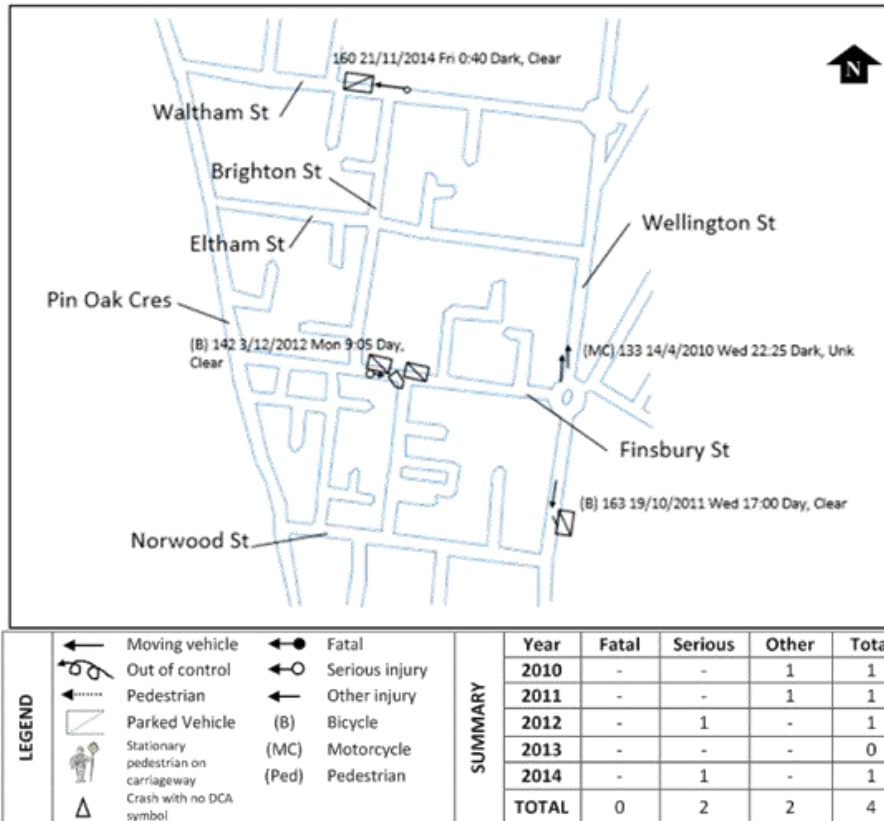 160 21/11/2014 Fri 0:40 Dark, Clear
N
Waltham St
Brighton St
Wellington St
Eltham St
Pin Oak Cres
(B) 142 3/12/2012 Mon 9:05 Day,
Clear
(MC) 133 14/4/2010 Wed 22:25 Dark, Unk
Finsbury St
(B) 163 19/10/2011 Wed 17:00 Day, Clear
Norwood St
LEGEND
Moving vehicle
Out of control
Pedestrian
Parked Vehicle
Stationary
pedestrian on
carriageway
Crash with no DCA
symbol
Fatal
Serious injury
Other injury
(B) Bicycle
(MC) Motorcycle
(Ped) Pedestrian
SUMMARY
Year Fatal Serious Other Tota
2010 - - 1 1
2011 - - 1 1
2012 - 1 - 1
2013 - - - 0
2014 - 1 - 1
TOTAL 0 2 2 4